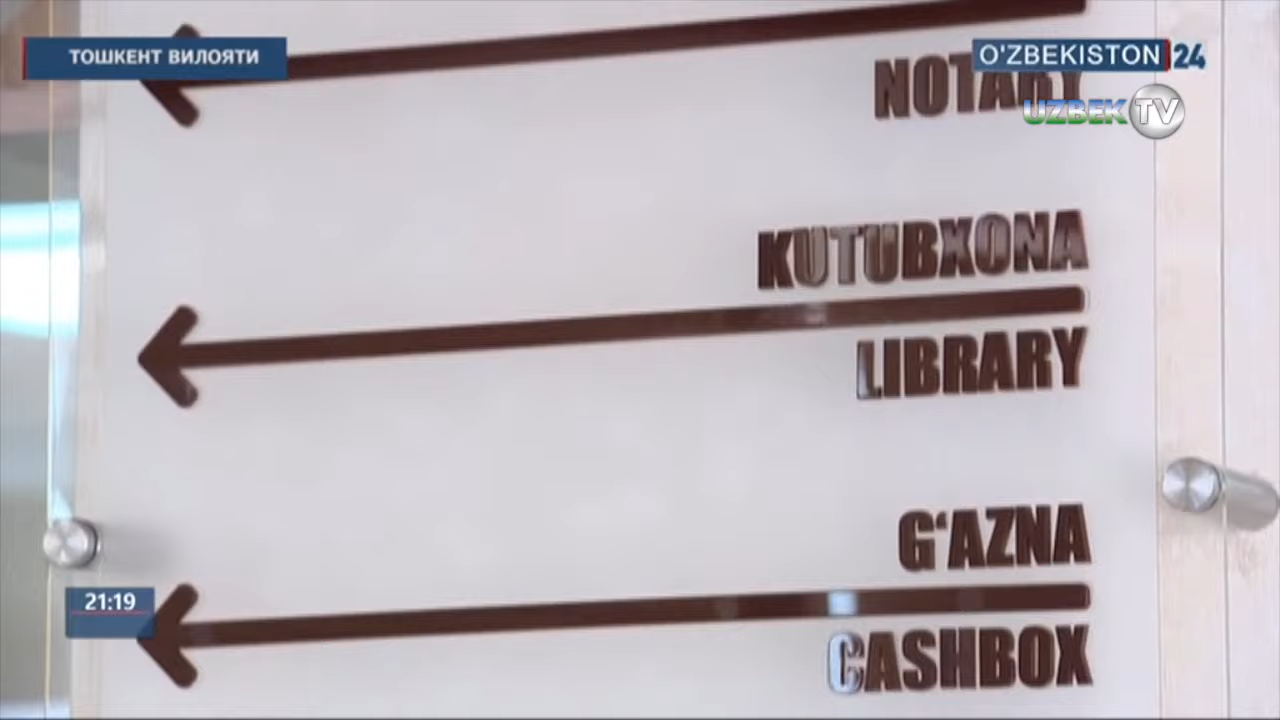 ТОШКЕНТ ВИЛОЯТИ
O'ZBEKISTON 24
NOTARY
UZBEK TV
KUTUBXONA
LIBRARY
G‘AZNA
21:19
CASHBOX